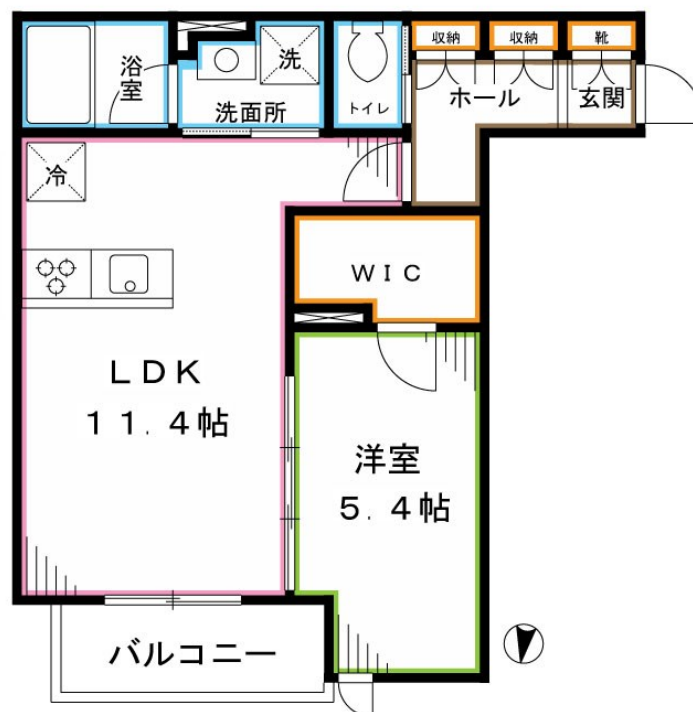 収納
収納
靴
浴室
洗
洗面所
トイレ
ホール
玄関
冷
WIC
LDK
11.4帖
洋室
5.4帖
バルコニー